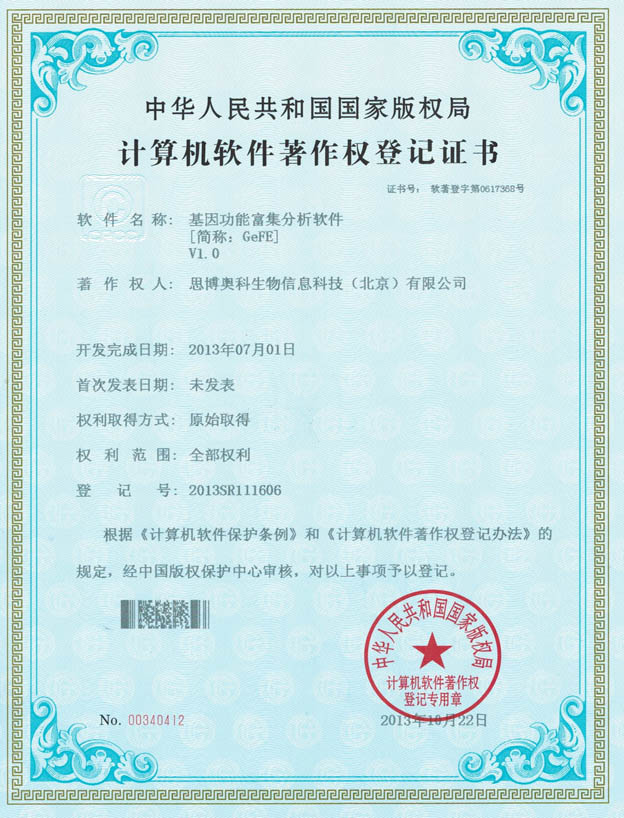 中华人民共和国国家版权局
计算机软件著作权登记证书
证书号： 软著登字第0617368号
软 件 名 称： 基因功能富集分析软件
[简称：GeFE]
V1.0
著 作 权 人： 思博奥科生物信息科技（北京）有限公司
开发完成日期： 2013年07月01日
首次发表日期： 未发表
权利取得方式： 原始取得
权 利 范 围： 全部权利
登 记 号： 2013SR111606
根据《计算机软件保护条例》和《计算机软件著作权登记办法》的
规定，经中国版权保护中心审核，对以上事项予以登记。
中华人民共和国国家版权局
计算机软件著作权
登记专用章
No. 00340412
2013年10月22日